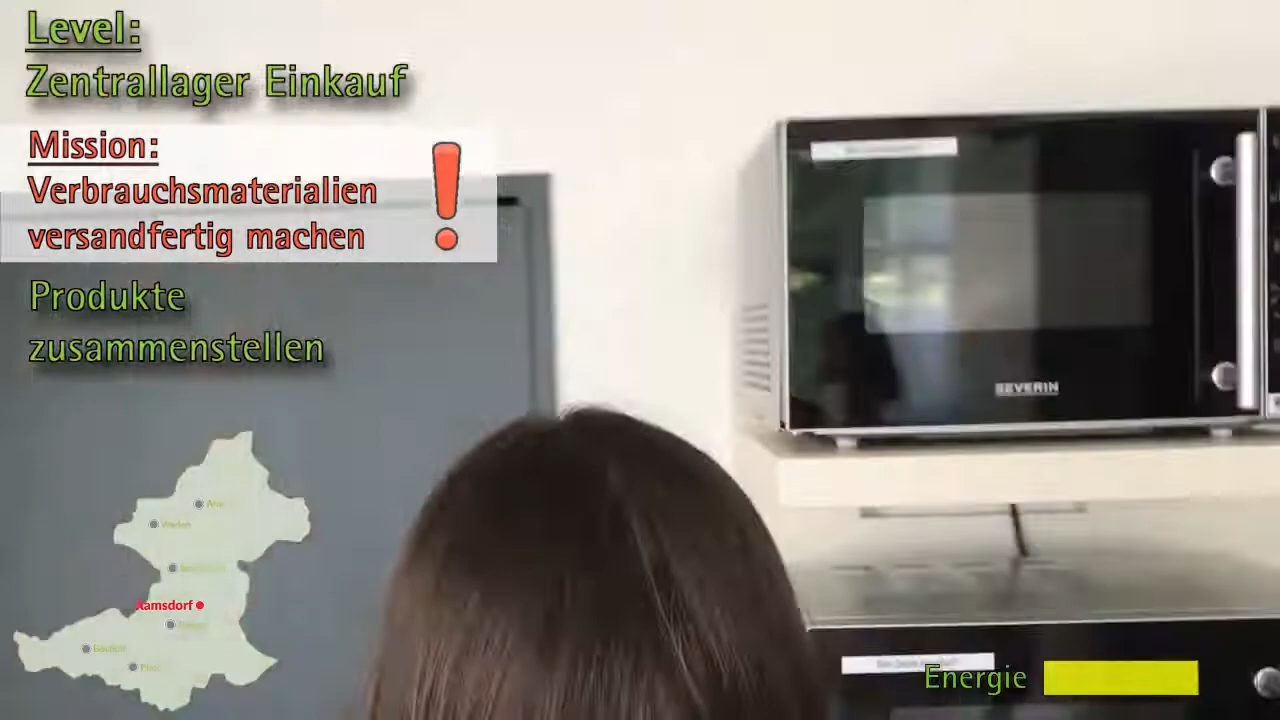 Level:
Zentrallager Einkauf
Mission:
Verbrauchsmaterialien
versandfertig machen
!
Produkte
zusammenstellen
SEVERIN
Ramsdorf
Energie